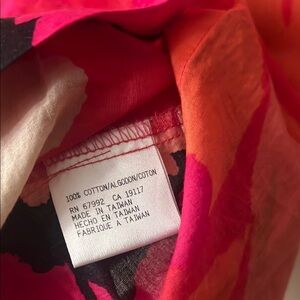 100% COTTON/ALGODON/COTON
RN 67992 CA 19117
MADE IN TAIWAN
HECHO EN TAIWAN
FABRIQUE A TAIWAN